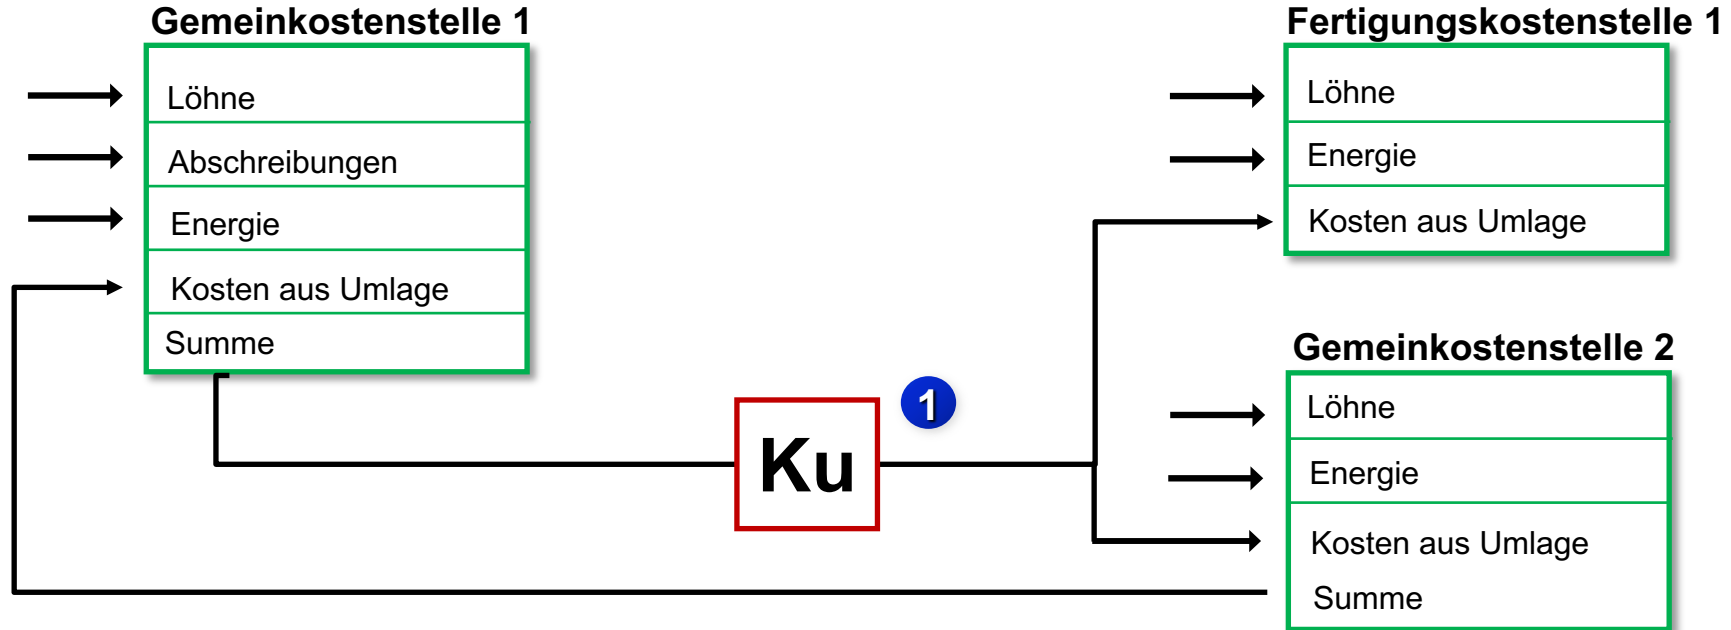 Gemeinkostenstelle 1
Löhne
Abschreibungen
Energie
Kosten aus Umlage
Summe
Ku
1
Fertigungskostenstelle 1
Löhne
Energie
Kosten aus Umlage
Gemeinkostenstelle 2
Löhne
Energie
Kosten aus Umlage
Summe